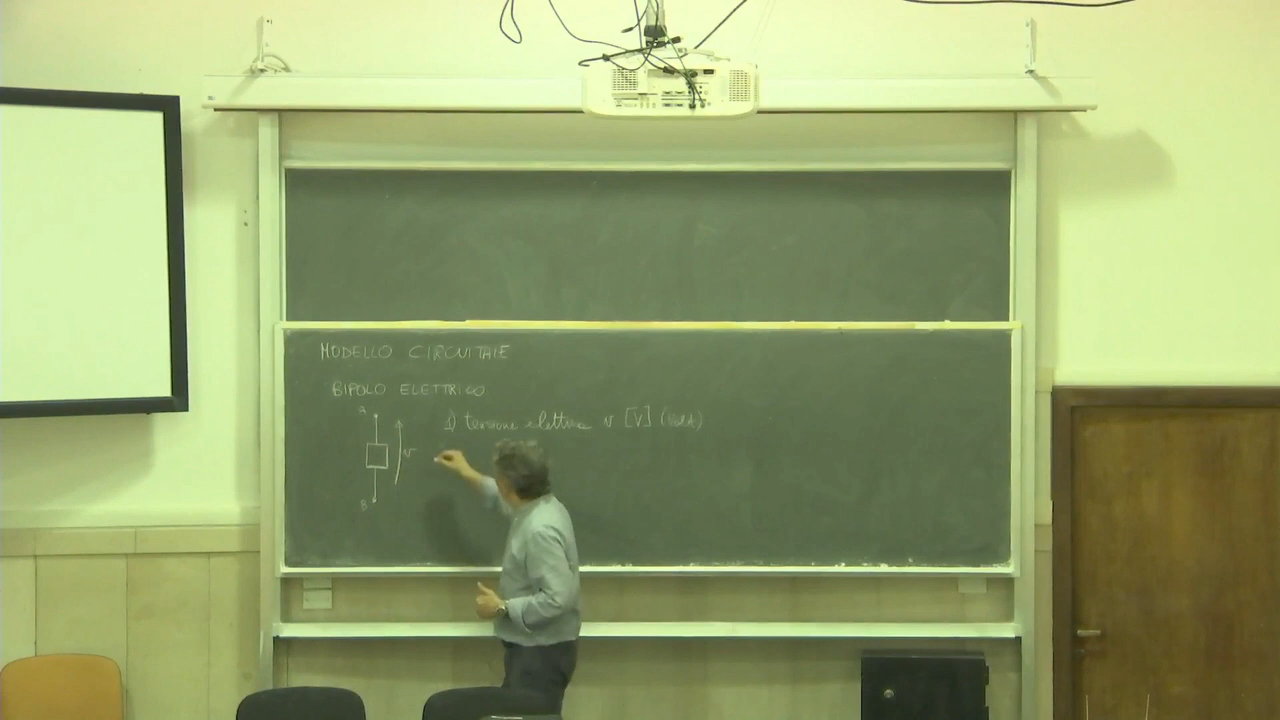 MODELLO CIRCUITALE
BIPOLO ELETTRICO
A
1) tensione elettrica v [V] (Volt)
v
B